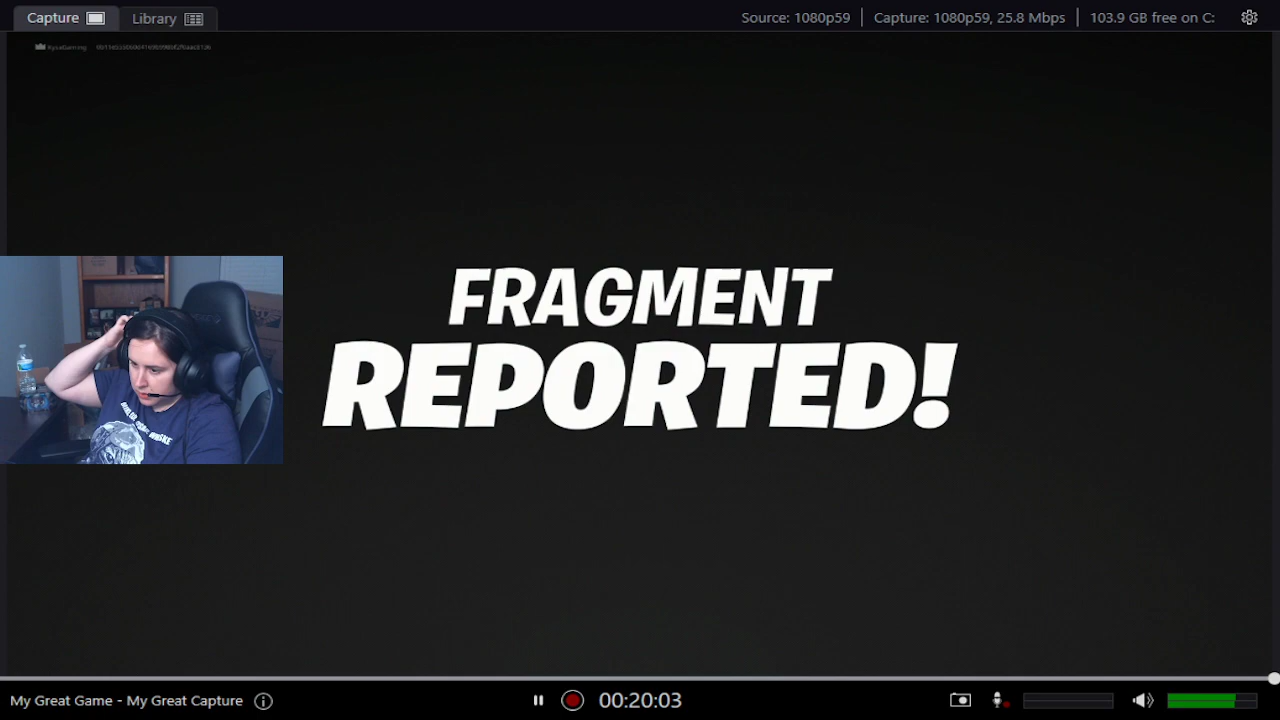 Capture
Library
Source: 1080p59
Capture: 1080p59, 25.8 Mbps
103.9 GB free on C:
FRAGMENT
REPORTED!
My Great Game - My Great Capture
00:20:03